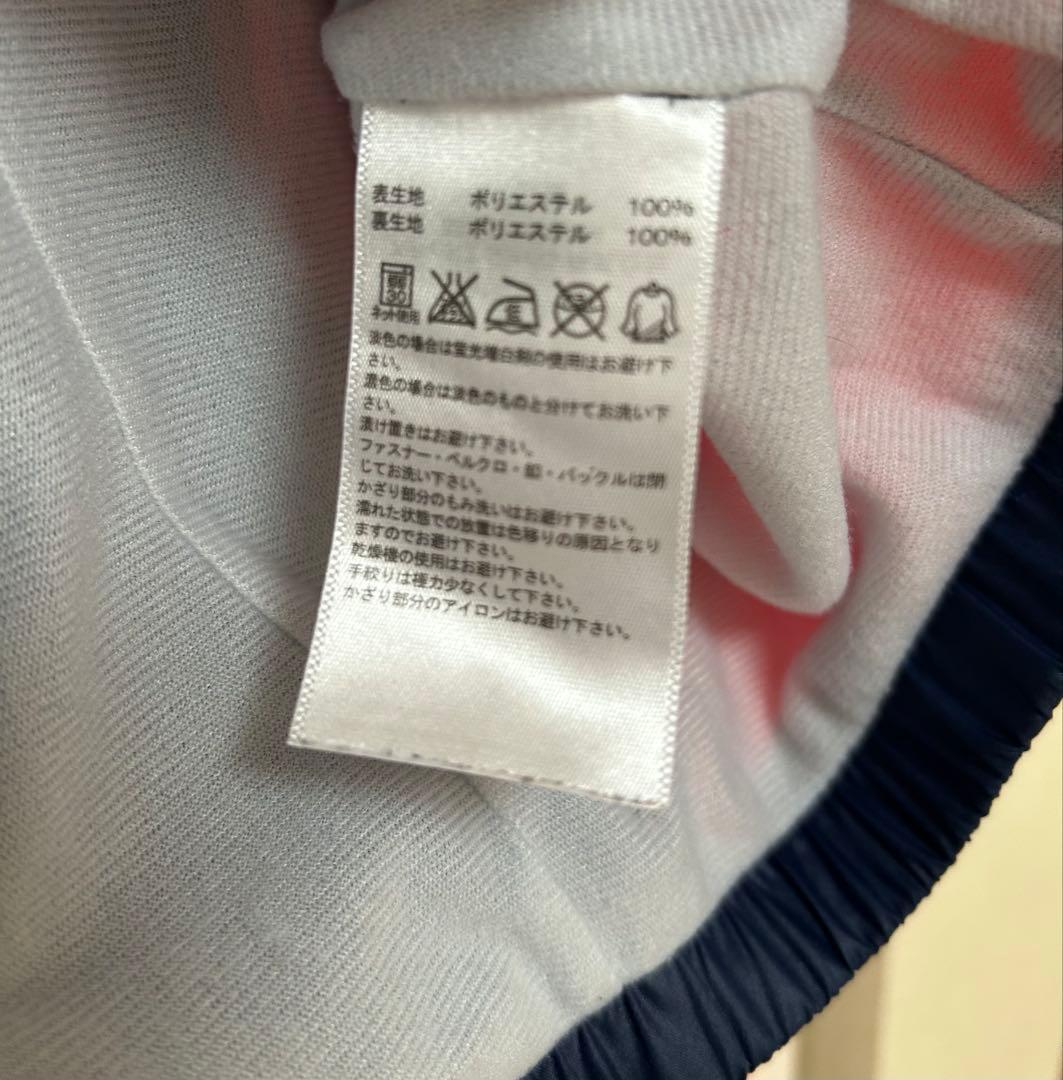 表生地 ポリエステル 100%
裏生地 ポリエステル 100%
弱
30
ネット使用
淡色の場合は蛍光増白剤の使用はお避け下
さい。
濃色の場合は淡色のものと分けてお洗い下
さい。
漬け置きはお避け下さい。
ファスナー・ベルクロ・釦・バックルは閉
じてお洗い下さい。
かざり部分のもみ洗いはお避け下さい。
濡れた状態での放置は色移りの原因となり
ますのでお避け下さい。
乾燥機の使用はお避け下さい。
手絞りは極力少なくして下さい。
かざり部分のアイロンはお避け下さい。